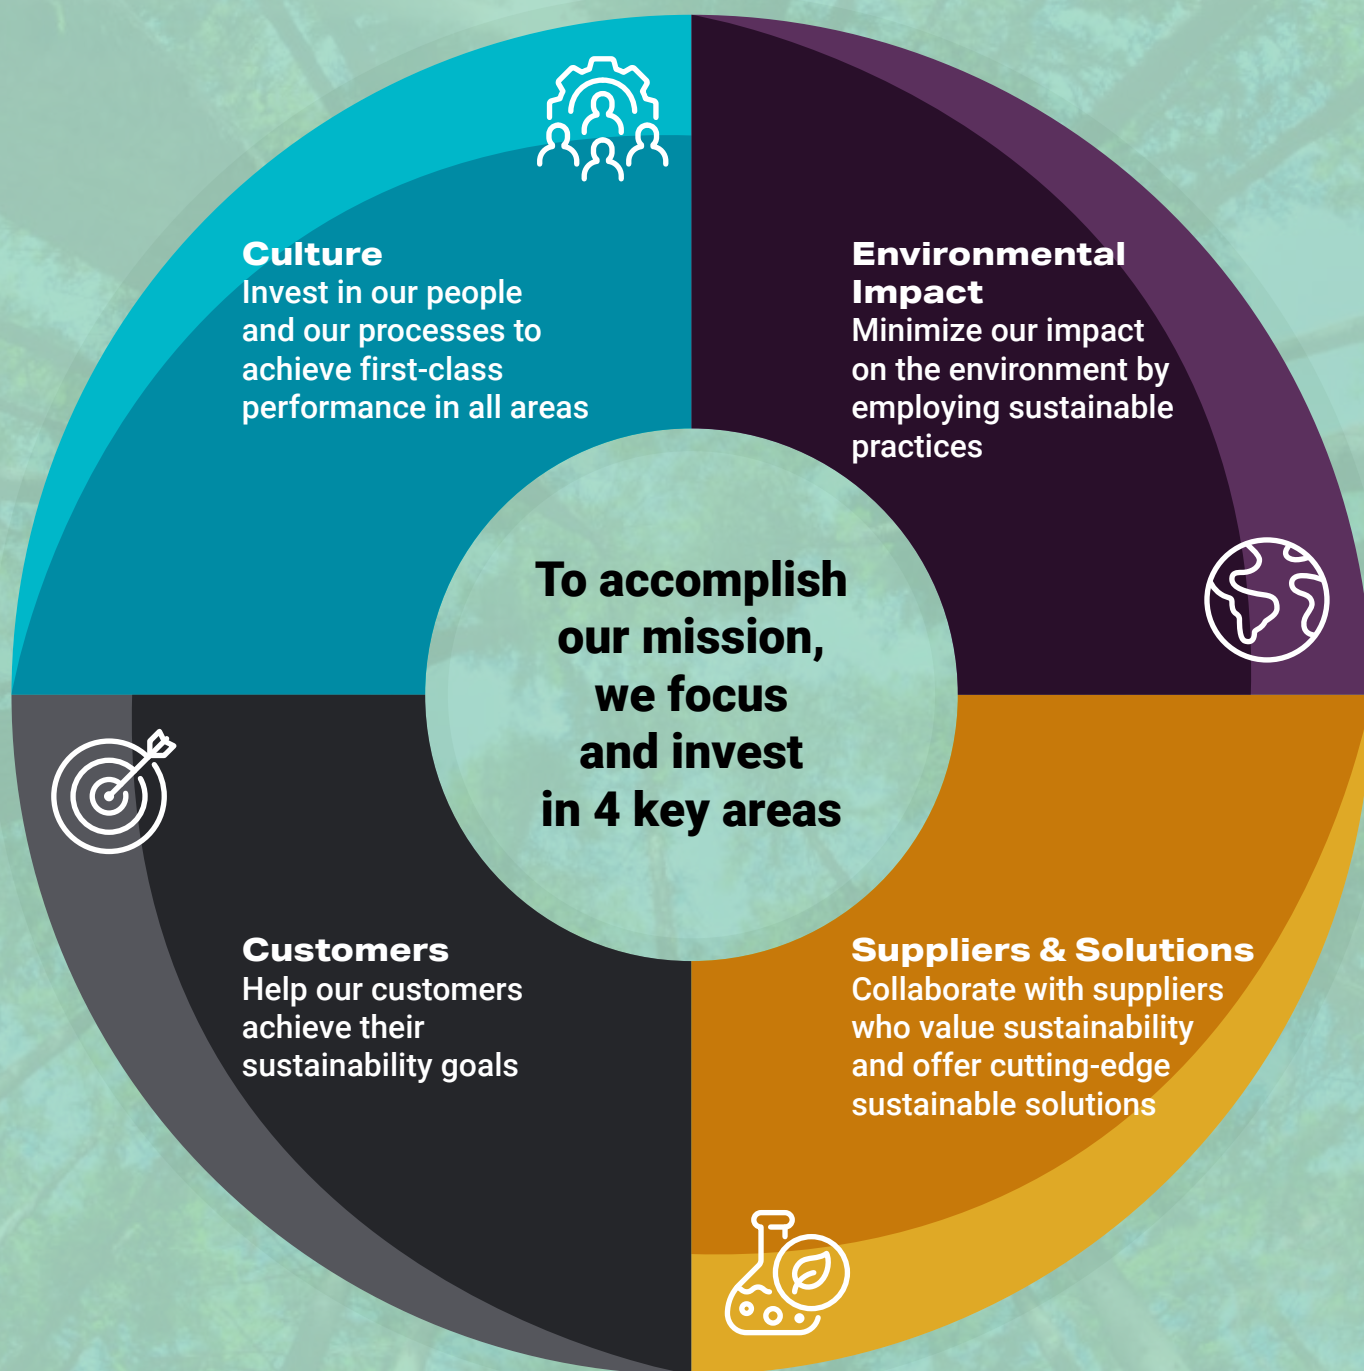 Culture
Invest in our people
and our processes to
achieve first-class
performance in all areas
Environmental
Impact
Minimize our impact
on the environment by
employing sustainable
practices
To accomplish
our mission,
we focus
and invest
in 4 key areas
Customers
Help our customers
achieve their
sustainability goals
Suppliers & Solutions
Collaborate with suppliers
who value sustainability
and offer cutting-edge
sustainable solutions